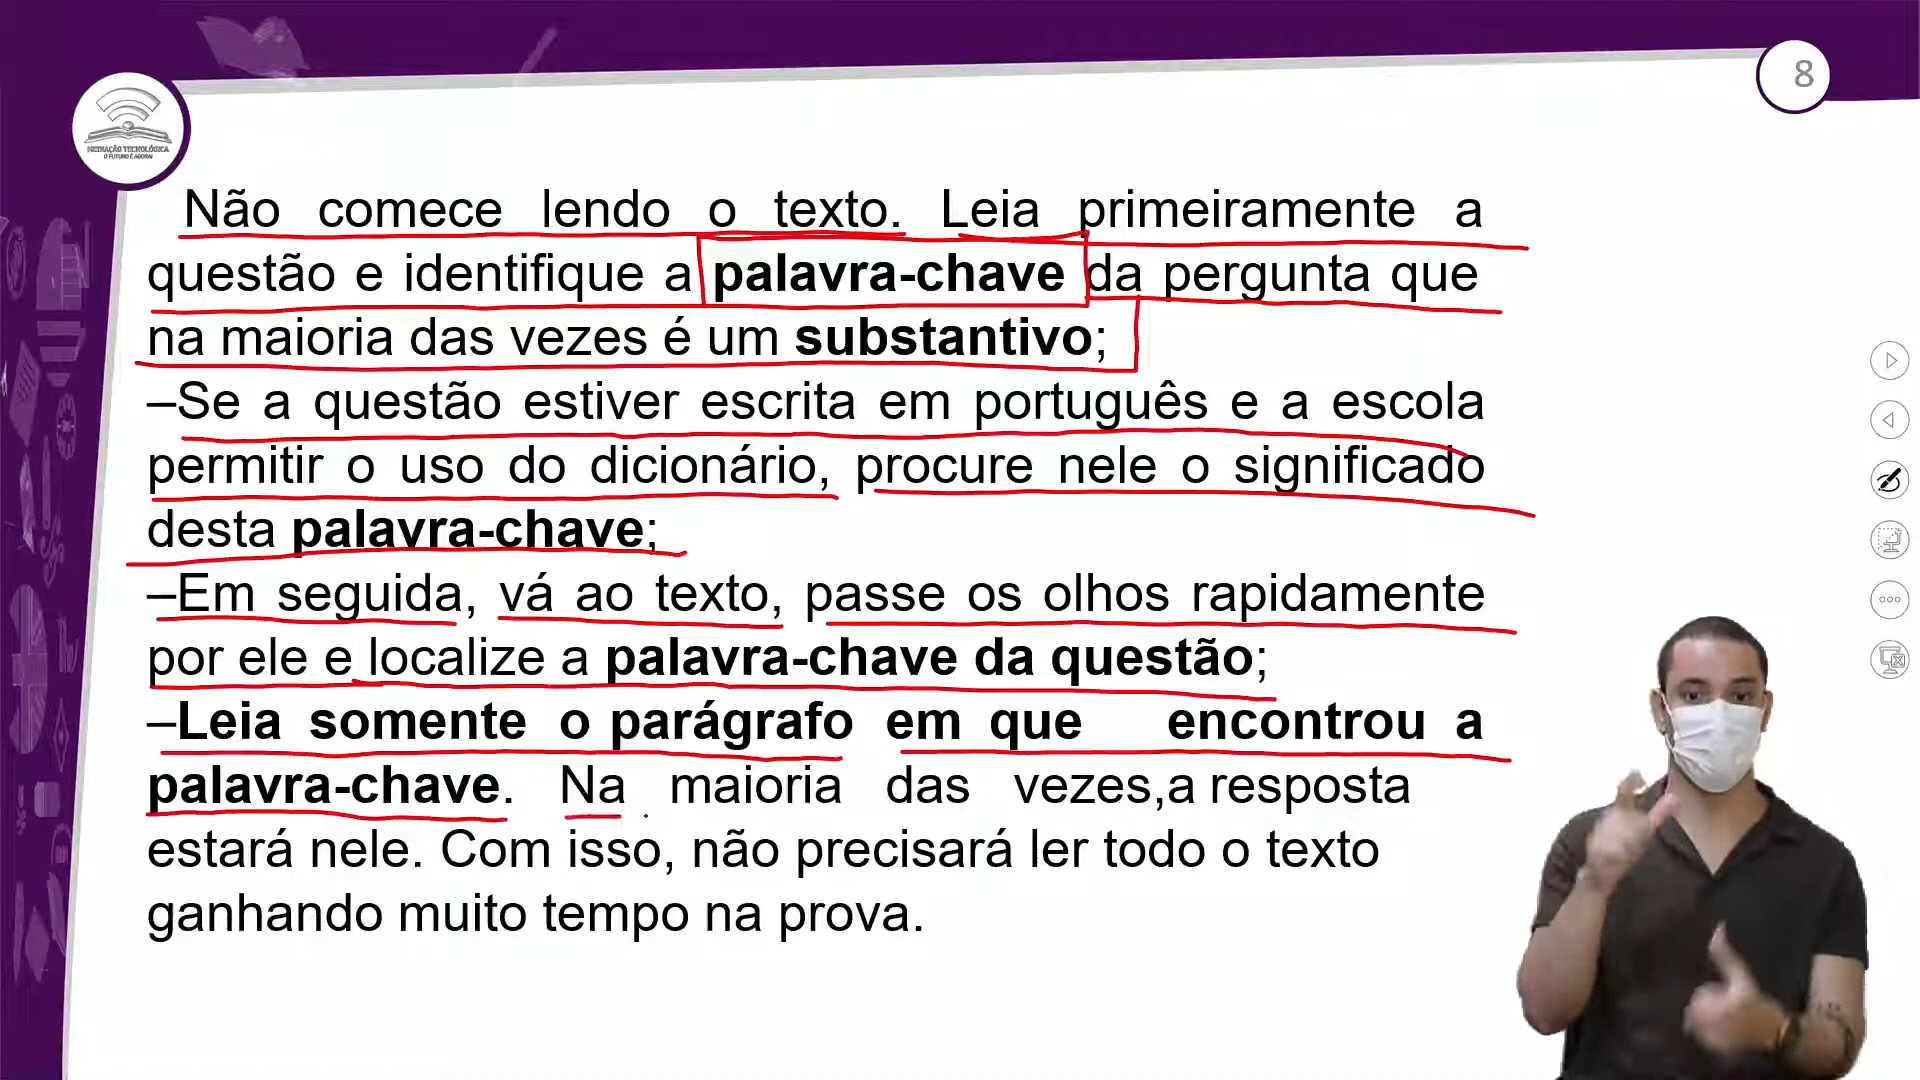 8
MEDIAÇÃO TECNOLÓGICA
O FUTURO É AGORA!
Não comece lendo o texto. Leia primeiramente a
questão e identifique a palavra-chave da pergunta que
na maioria das vezes é um substantivo;
–Se a questão estiver escrita em português e a escola
permitir o uso do dicionário, procure nele o significado
desta palavra-chave;
–Em seguida, vá ao texto, passe os olhos rapidamente
por ele e localize a palavra-chave da questão;
–Leia somente o parágrafo em que encontrou a
palavra-chave. Na maioria das vezes,a resposta
estará nele. Com isso, não precisará ler todo o texto
ganhando muito tempo na prova.